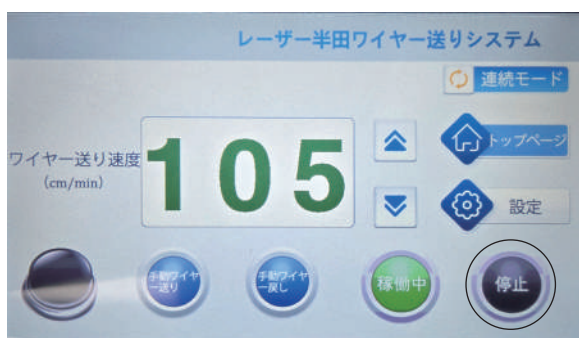 レーザー半田ワイヤー送りシステム
連続モード
ワイヤー送り速度
(cm/min)
105
トップページ
設定
手動ワイヤ
ー送り
手動ワイヤ
ー戻し
稼働中
停止